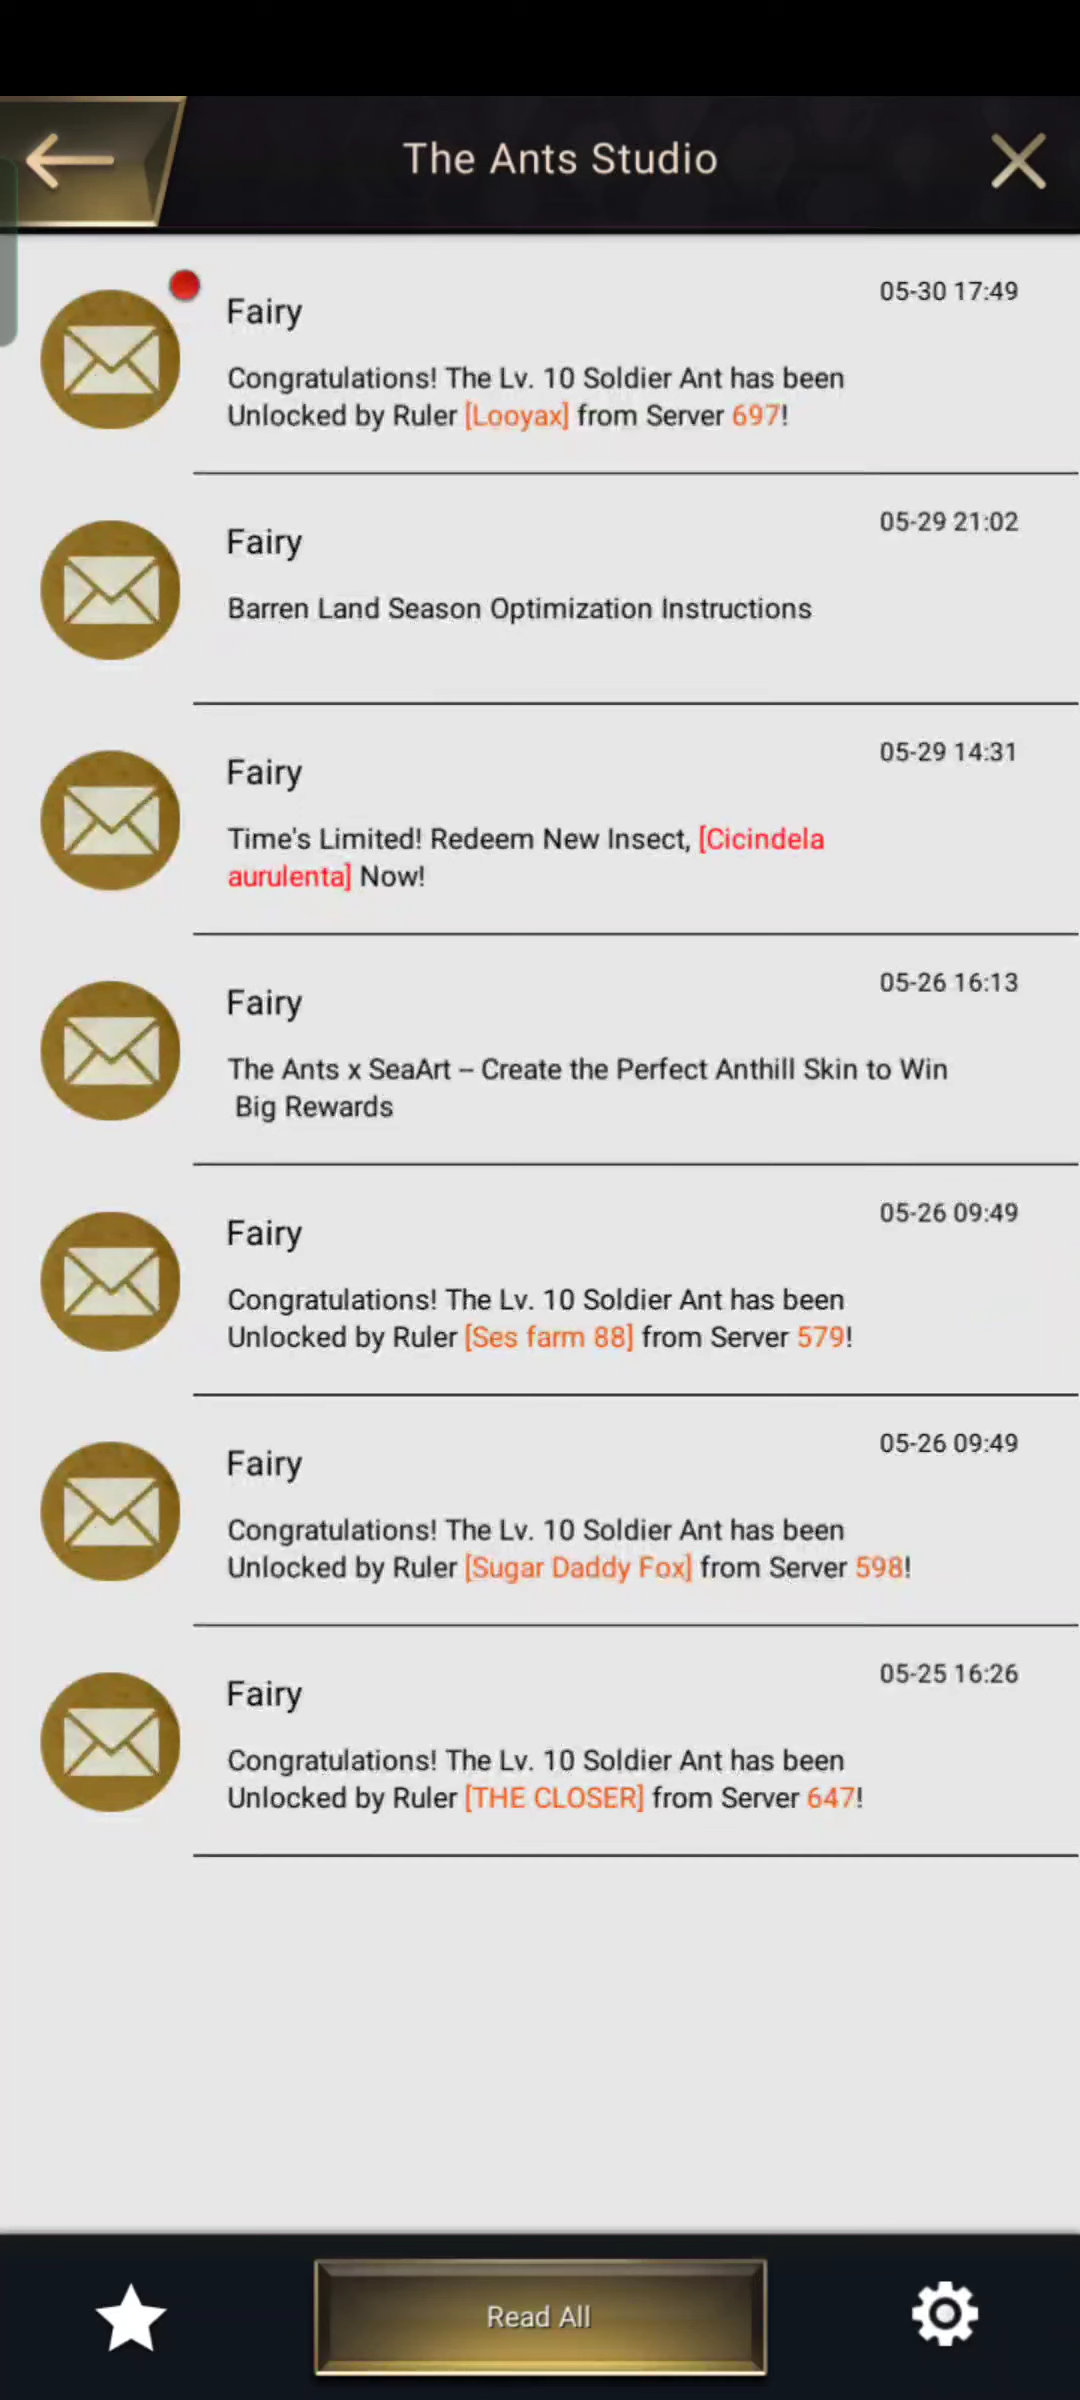 The Ants Studio
Fairy
05-30 17:49
Congratulations! The Lv. 10 Soldier Ant has been
Unlocked by Ruler [Looyax] from Server 697!
Fairy
05-29 21:02
Barren Land Season Optimization Instructions
Fairy
05-29 14:31
Time's Limited! Redeem New Insect, [Cicindela
aurulenta] Now!
Fairy
05-26 16:13
The Ants x SeaArt – Create the Perfect Anthill Skin to Win
Big Rewards
Fairy
05-26 09:49
Congratulations! The Lv. 10 Soldier Ant has been
Unlocked by Ruler [Ses farm 88] from Server 579!
Fairy
05-26 09:49
Congratulations! The Lv. 10 Soldier Ant has been
Unlocked by Ruler [Sugar Daddy Fox] from Server 598!
Fairy
05-25 16:26
Congratulations! The Lv. 10 Soldier Ant has been
Unlocked by Ruler [THE CLOSER] from Server 647!
Read All